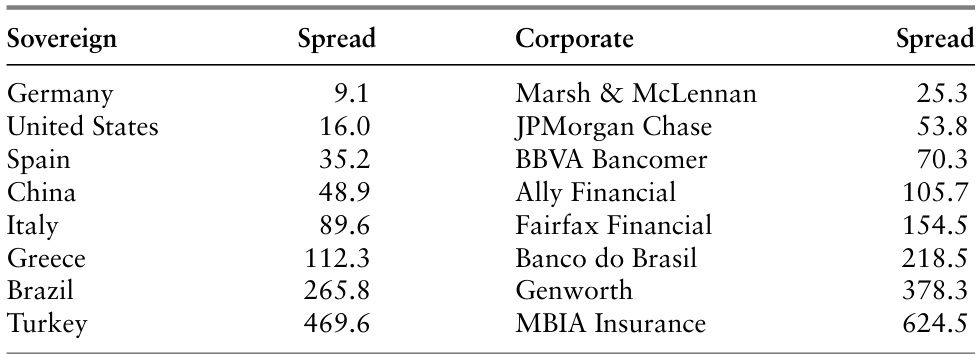 Sovereign Spread Corporate Spread
Germany 9.1 Marsh & McLennan 25.3
United States 16.0 JPMorgan Chase 53.8
Spain 35.2 BBVA Bancomer 70.3
China 48.9 Ally Financial 105.7
Italy 89.6 Fairfax Financial 154.5
Greece 112.3 Banco do Brasil 218.5
Brazil 265.8 Genworth 378.3
Turkey 469.6 MBIA Insurance 624.5